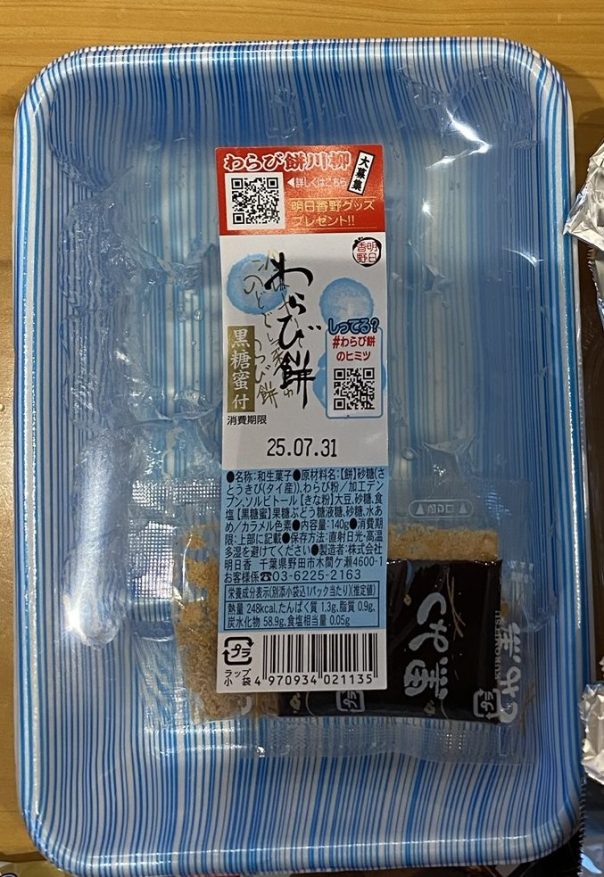 わらび餅川柳
大募集
◀詳しくはこちら
明日香野グッズ
プレゼント!!
明日
香野
わらび餅
黒糖蜜付
しってる?
#わらび餅
のヒミツ
消費期限
25.07.31
●名称:和生菓子●原材料名:【餅】砂糖(さ
とうきび(タイ産))、わらび粉/加工デン
プン、ソルビトール【きな粉】大豆、砂糖、食
塩【黒糖蜜】果糖ぶどう糖液糖、砂糖、水あ
め/カラメル色素●内容量:140g●消費期
限:上部に記載●保存方法:直射日光・高温
多湿を避けてください●製造者:株式会社
明日香 千葉県野田市木間ケ瀬4600-1
お客様係☎03-6225-2163
栄養成分表示(別添小袋込1パック当たり)(推定値)
熱量 248kcal、たんぱく質 1.3g、脂質 0.9g、
炭水化物 58.9g、食塩相当量 0.05g
プラ
ラップ
小袋
4 970934 021135
黒みつ
KUROMITSU
プラ
プラ